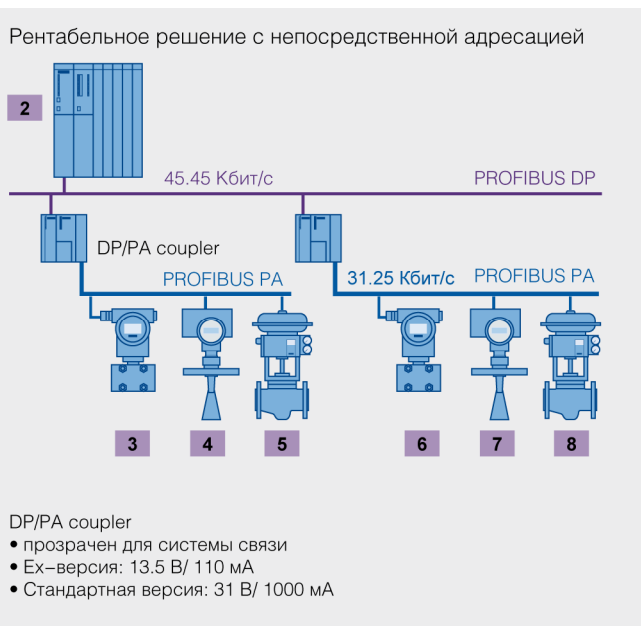 Рентабельное решение с непосредственной адресацией
2
45.45 Кбит/с
PROFIBUS DP
DP/PA coupler
PROFIBUS PA
31.25 Кбит/с
PROFIBUS PA
3
4
5
6
7
8
DP/PA coupler
• прозрачен для системы связи
• Ex–версия: 13.5 В/ 110 мА
• Стандартная версия: 31 В/ 1000 мА